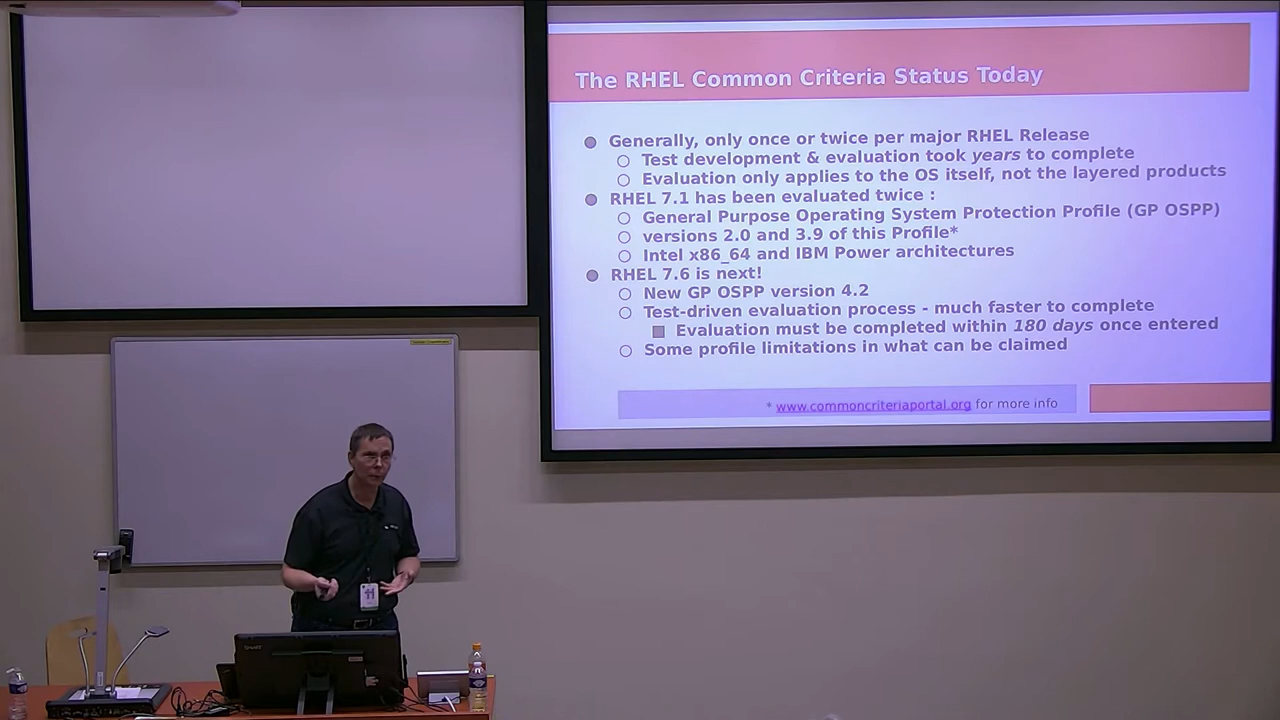 The RHEL Common Criteria Status Today
Generally, only once or twice per major RHEL Release
Test development & evaluation took years to complete
Evaluation only applies to the OS itself, not the layered products
RHEL 7.1 has been evaluated twice :
General Purpose Operating System Protection Profile (GP OSPP)
versions 2.0 and 3.9 of this Profile*
Intel x86_64 and IBM Power architectures
RHEL 7.6 is next!
New GP OSPP version 4.2
Test-driven evaluation process - much faster to complete
Evaluation must be completed within 180 days once entered
Some profile limitations in what can be claimed
* www.commoncriteriaportal.org for more info